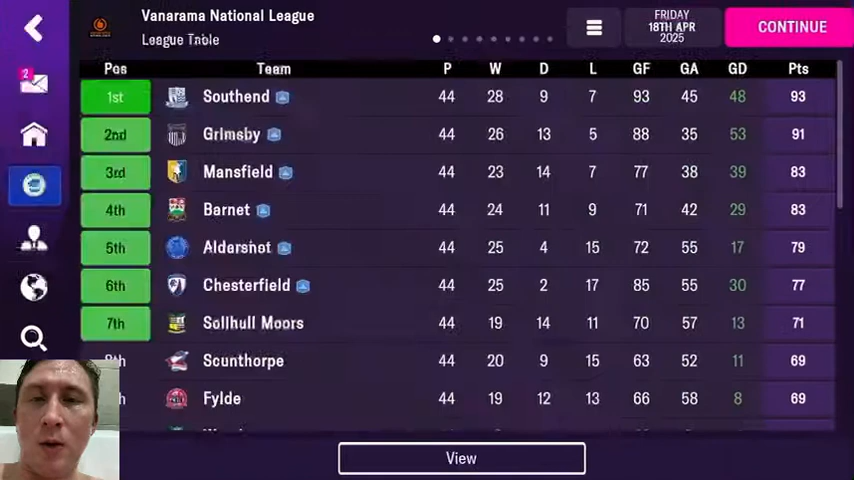 Vanarama National League
League Table
FRIDAY
18TH APR
2025
CONTINUE
2
Pos Team P W D L GF GA GD Pts
1st Southend 44 28 9 7 93 45 48 93
2nd Grimsby 44 26 13 5 88 35 53 91
3rd Mansfield 44 23 14 7 77 38 39 83
4th Barnet 44 24 11 9 71 42 29 83
5th Aldershot 44 25 4 15 72 55 17 79
6th Chesterfield 44 25 2 17 85 55 30 77
7th Solihull Moors 44 19 14 11 70 57 13 71
Scunthorpe 44 20 9 15 63 52 11 69
Fylde 44 19 12 13 66 58 8 69
View